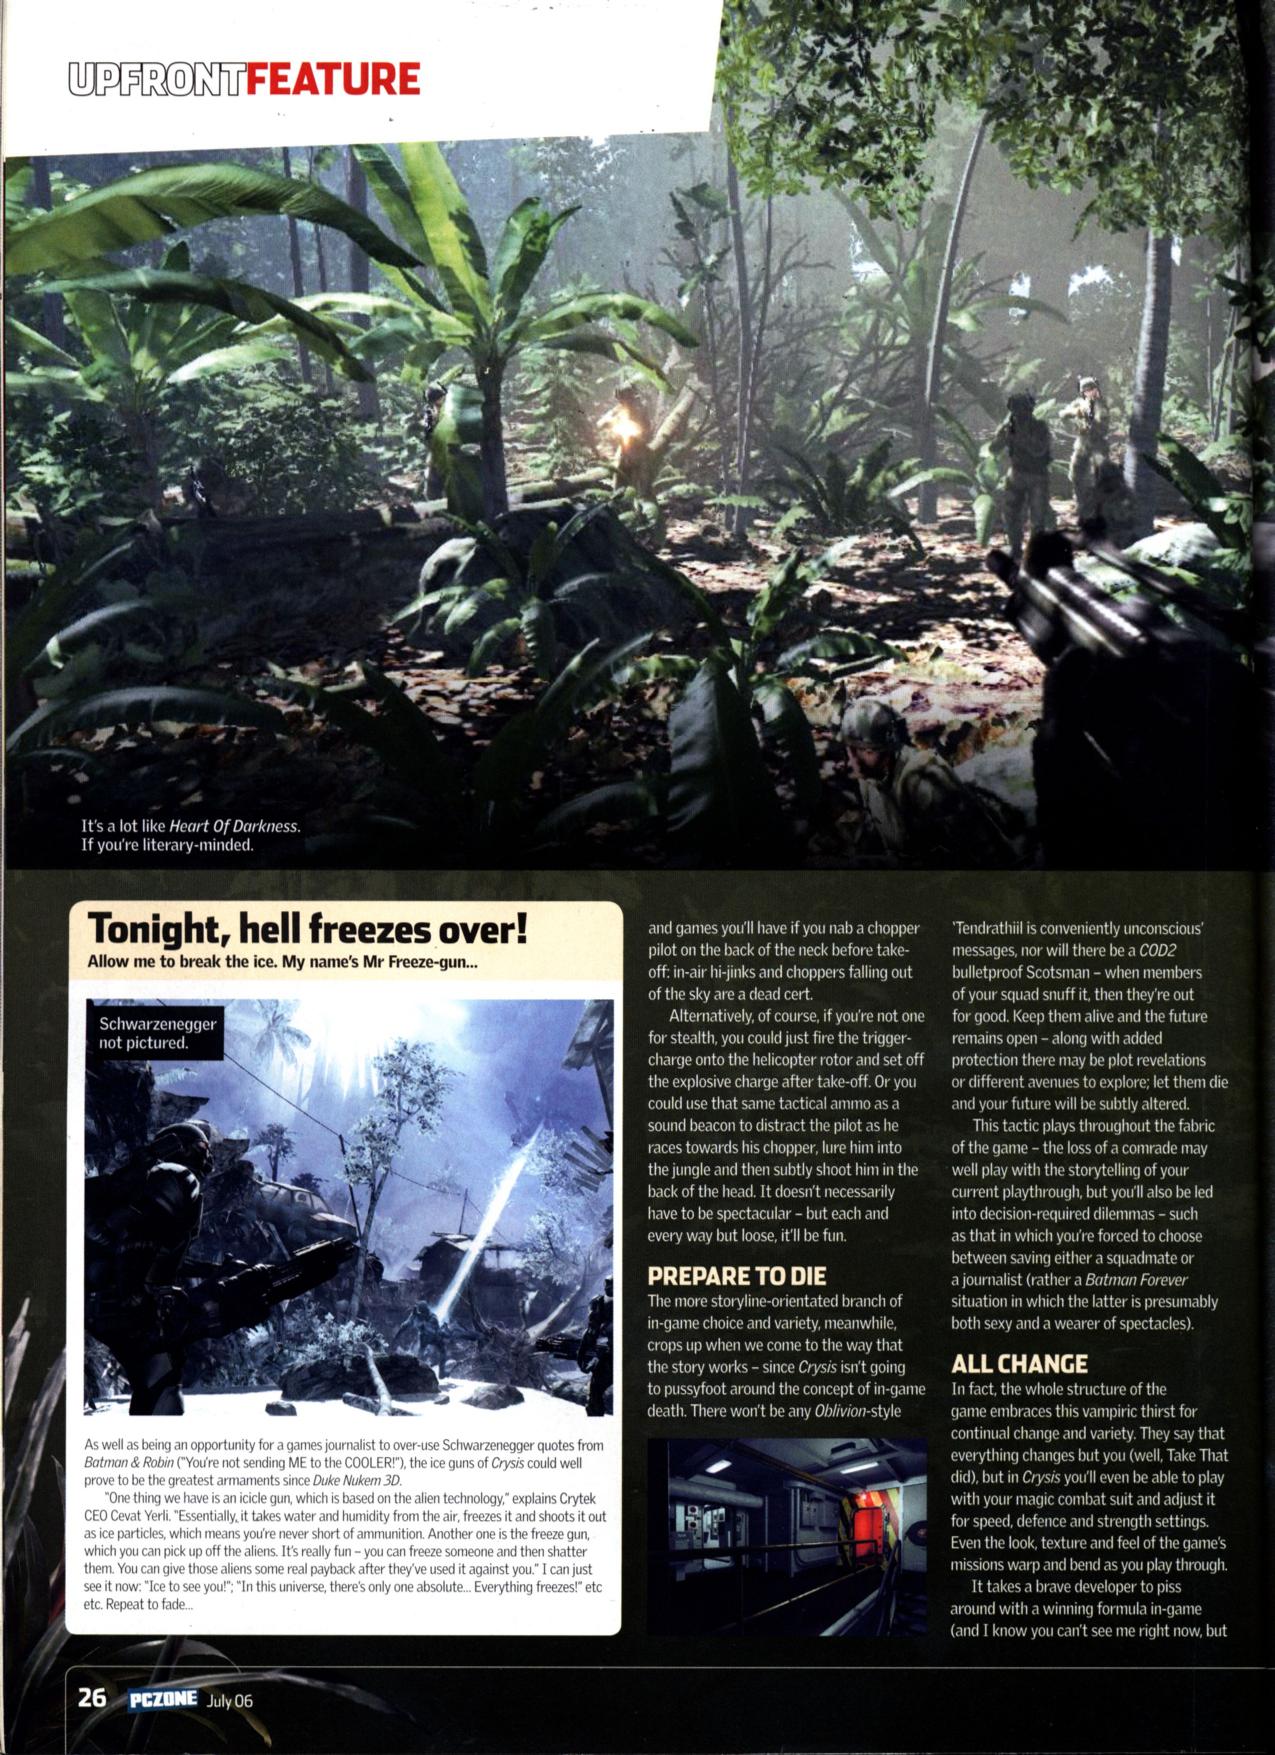 UPFRONTFEATURE
It's a lot like Heart Of Darkness.
If you're literary-minded.
Tonight, hell freezes over!
Allow me to break the ice. My name's Mr Freeze-gun...
Schwarzenegger
not pictured.
As well as being an opportunity for a games journalist to over-use Schwarzenegger quotes from
Batman & Robin ("You're not sending ME to the COOLER!"), the ice guns of Crysis could well
prove to be the greatest armaments since Duke Nukem 3D.
"One thing we have is an icicle gun, which is based on the alien technology," explains Crytek
CEO Cevat Yerli. "Essentially, it takes water and humidity from the air, freezes it and shoots it out
as ice particles, which means you're never short of ammunition. Another one is the freeze gun,
which you can pick up off the aliens. It's really fun – you can freeze someone and then shatter
them. You can give those aliens some real payback after they've used it against you." I can just
see it now: "Ice to see you!"; "In this universe, there's only one absolute... Everything freezes!" etc
etc. Repeat to fade...
and games you'll have if you nab a chopper
pilot on the back of the neck before take-
off: in-air hi-jinks and choppers falling out
of the sky are a dead cert.
Alternatively, of course, if you're not one
for stealth, you could just fire the trigger-
charge onto the helicopter rotor and set off
the explosive charge after take-off. Or you
could use that same tactical ammo as a
sound beacon to distract the pilot as he
races towards his chopper, lure him into
the jungle and then subtly shoot him in the
back of the head. It doesn't necessarily
have to be spectacular – but each and
every way but loose, it'll be fun.
PREPARE TO DIE
The more storyline-orientated branch of
in-game choice and variety, meanwhile,
crops up when we come to the way that
the story works – since Crysis isn't going
to pussyfoot around the concept of in-game
death. There won't be any Oblivion-style
'Tendrathiil is conveniently unconscious'
messages, nor will there be a COD2
bulletproof Scotsman – when members
of your squad snuff it, then they're out
for good. Keep them alive and the future
remains open – along with added
protection there may be plot revelations
or different avenues to explore; let them die
and your future will be subtly altered.
This tactic plays throughout the fabric
of the game – the loss of a comrade may
well play with the storytelling of your
current playthrough, but you'll also be led
into decision-required dilemmas – such
as that in which you're forced to choose
between saving either a squadmate or
a journalist (rather a Batman Forever
situation in which the latter is presumably
both sexy and a wearer of spectacles).
ALL CHANGE
In fact, the whole structure of the
game embraces this vampiric thirst for
continual change and variety. They say that
everything changes but you (well, Take That
did), but in Crysis you'll even be able to play
with your magic combat suit and adjust it
for speed, defence and strength settings.
Even the look, texture and feel of the game's
missions warp and bend as you play through.
It takes a brave developer to piss
around with a winning formula in-game
(and I know you can't see me right now, but
26 PCZONE July 06